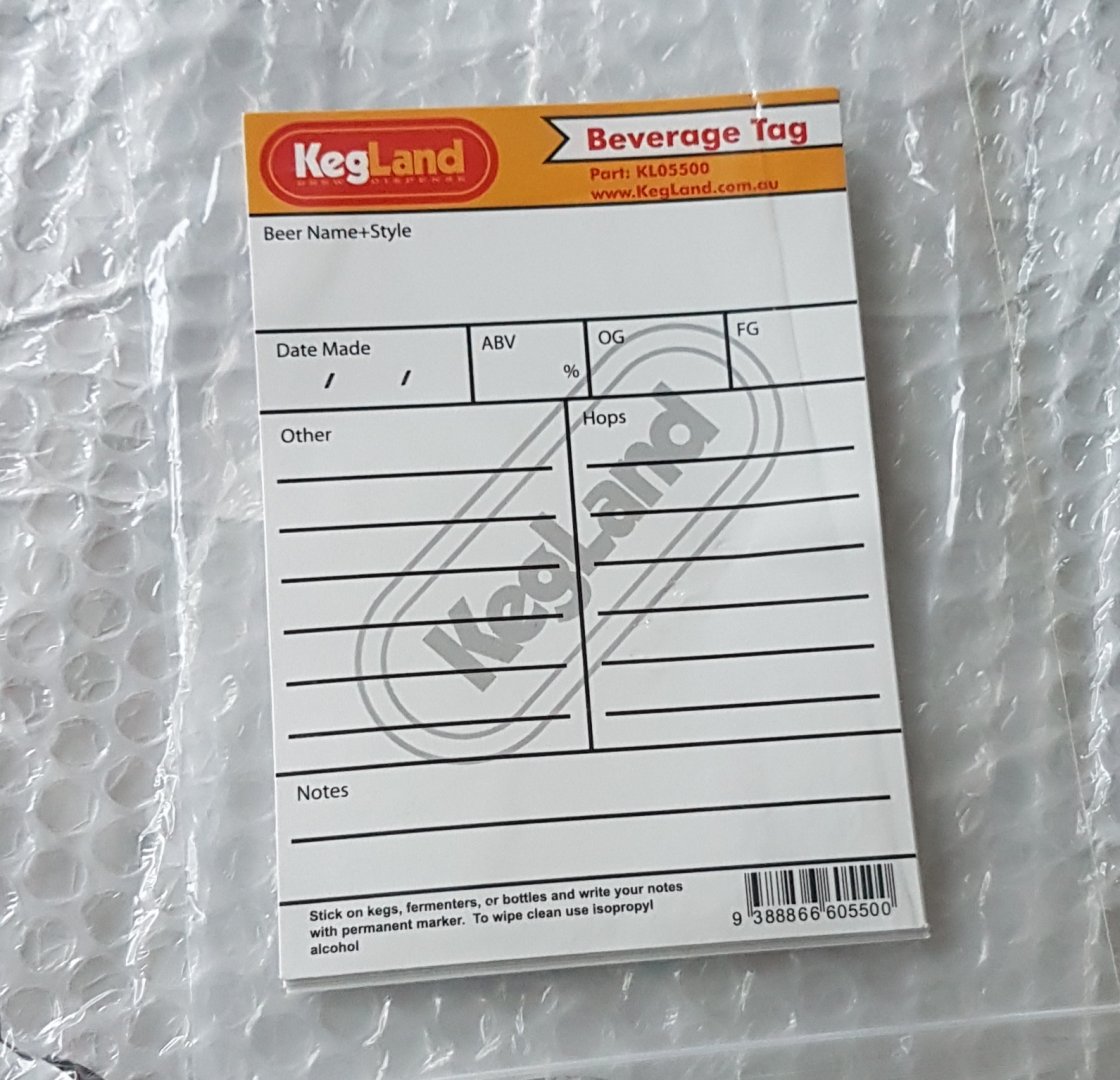 KegLand
Beverage Tag
Part: KL05500
www.KegLand.com.au
Beer Name+Style
Date Made
/ /
ABV
%
OG
FG
Other
Hops
KegLand
Notes
Stick on kegs, fermenters, or bottles and write your notes
with permanent marker. To wipe clean use isopropyl
alcohol
9 388866 605500